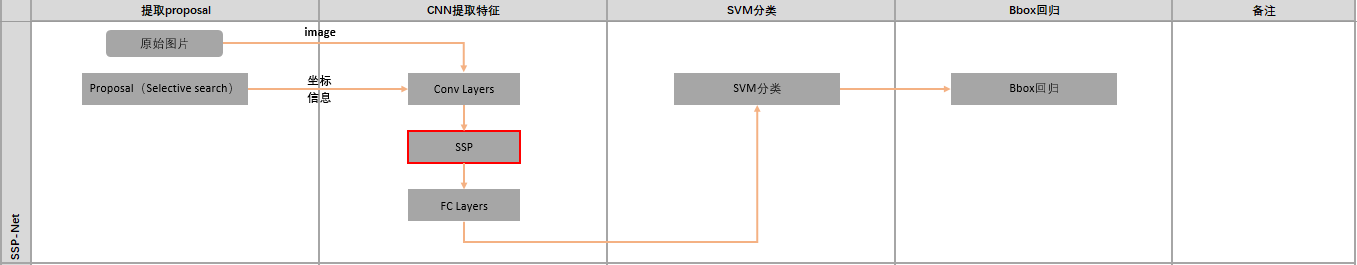 提取proposal
CNN提取特征
SVM分类
Bbox回归
备注
原始图片
image
Proposal（Selective search）
坐标
信息
Conv Layers
SVM分类
Bbox回归
SSP
FC Layers
SSP-Net